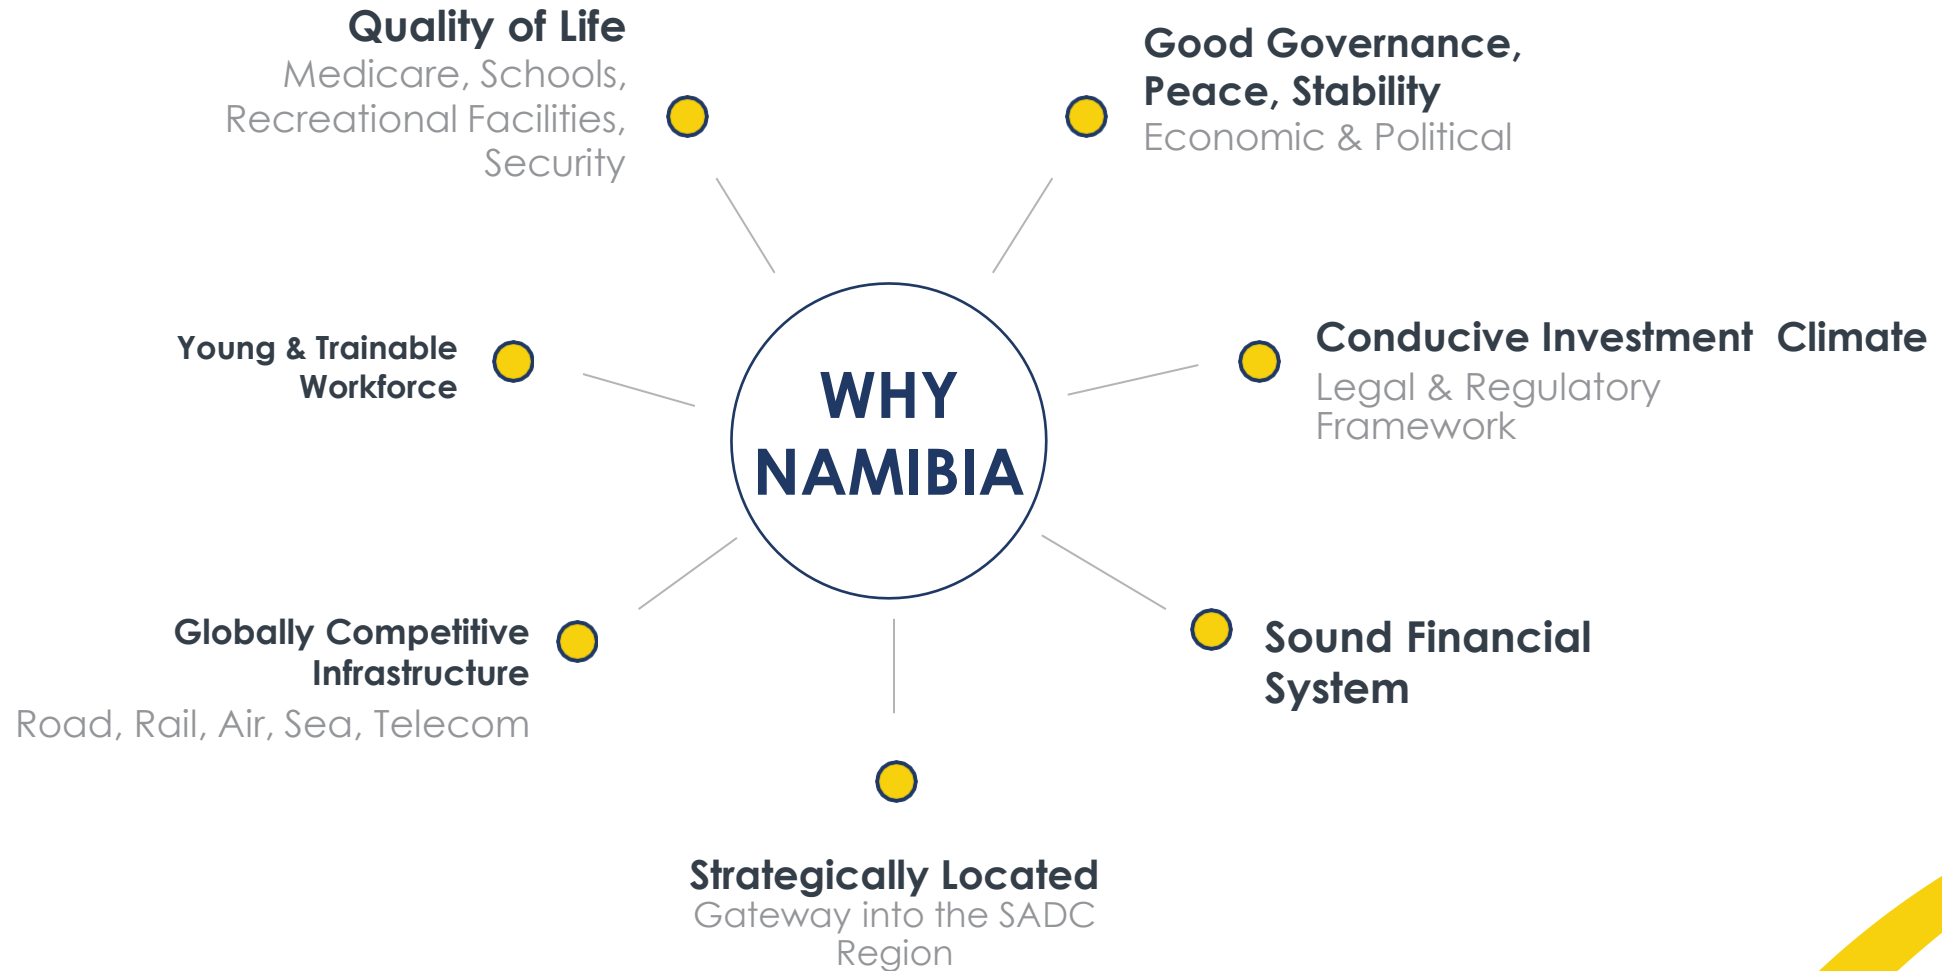 Quality of Life
Medicare, Schools,
Recreational Facilities,
Security
Good Governance,
Peace, Stability
Economic & Political
Young & Trainable
Workforce
WHY
NAMIBIA
Conducive Investment  Climate
Legal & Regulatory
Framework
Globally Competitive
Infrastructure
Road, Rail, Air, Sea, Telecom
Sound Financial
System
Strategically Located
Gateway into the SADC
Region